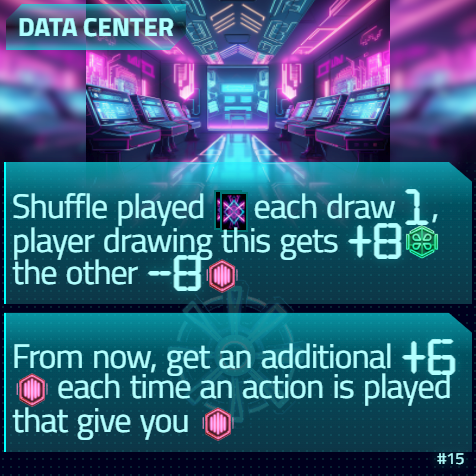 DATA CENTER
Shuffle played each draw 1,
player drawing this gets +8
the other -8
From now, get an additional +6
each time an action is played
that give you
#15